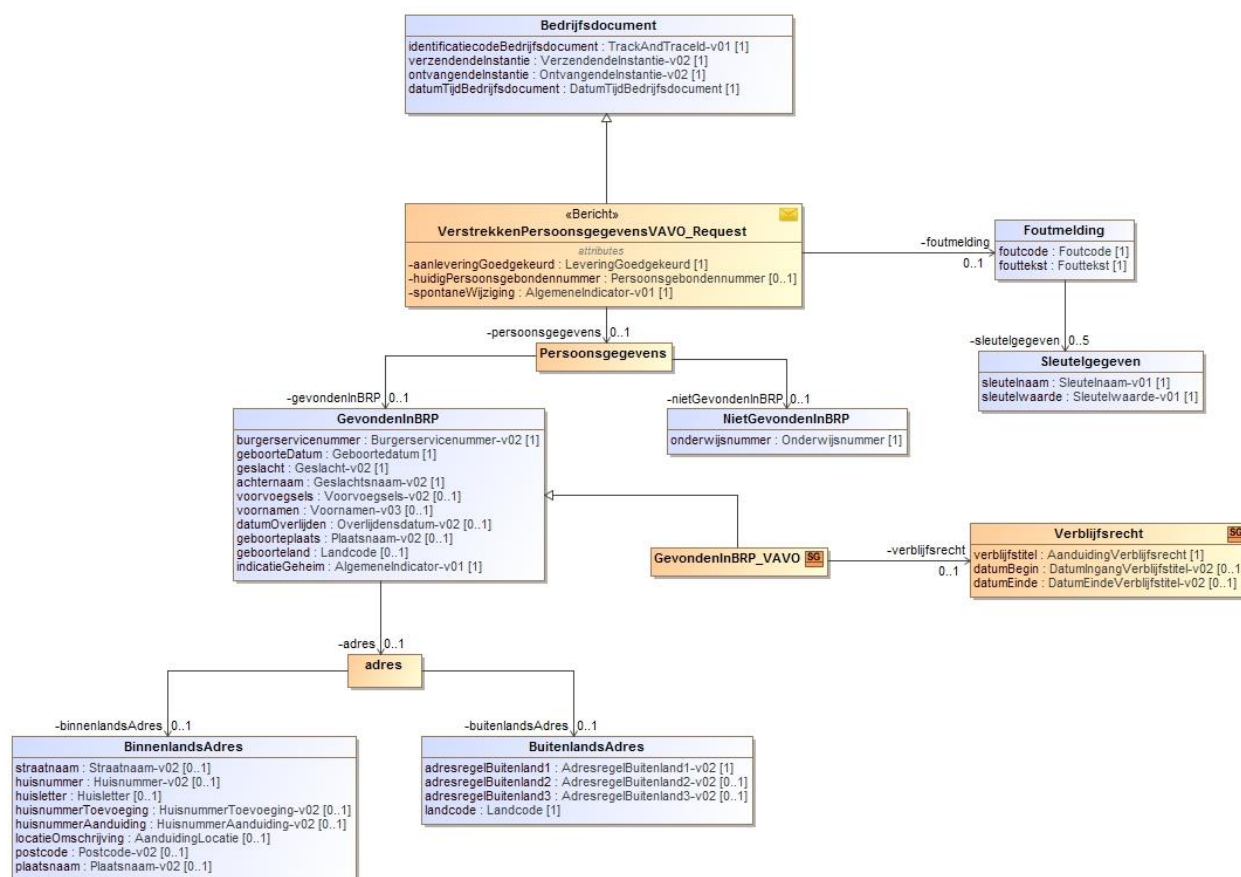 Bedrijfsdocument
identificatiecodeBedrijfsdocument : TrackAndTraceId-v01 [1]
verzendendeInstantie : VerzendendeInstantie-v02 [1]
ontvangendeInstantie : OntvangendeInstantie-v02 [1]
datumTijdBedrijfsdocument : DatumTijdBedrijfsdocument [1]
«Bericht»
VerstrekkenPersoonsgegevensVAVO_Request
attributes
-aanleveringGoedgekeurd : LeveringGoedgekeurd [1]
-huidigPersoonsgebondennummer : Persoonsgebondennummer [0..1]
-spontaneWijziging : AlgemeneIndicator-v01 [1]
-foutmelding
0..1
Foutmelding
foutcode : Foutcode [1]
fouttekst : Fouttekst [1]
-persoonsgegevens 0..1
Persoonsgegevens
-sleutelgegeven 0..5
Sleutelgegeven
sleutelnaam : Sleutelnaam-v01 [1]
sleutelwaarde : Sleutelwaarde-v01 [1]
-gevondenInBRP 0..1
-nietGevondenInBRP 0..1
GevondenInBRP
burgerservicenummer : Burgerservicenummer-v02 [1]
geboorteDatum : Geboortedatum [1]
geslacht : Geslacht-v02 [1]
achternaam : Geslachtsnaam-v02 [1]
voorvoegsels : Voorvoegsels-v02 [0..1]
voornamen : Voornamen-v03 [0..1]
datumOverlijden : Overlijdensdatum-v02 [0..1]
geboorteplaats : Plaatsnaam-v02 [0..1]
geboorteland : Landcode [0..1]
indicatieGeheim : AlgemeneIndicator-v01 [1]
NietGevondenInBRP
onderwijsnummer : Onderwijsnummer [1]
GevondenInBRP_VAVO SG
-verblijfsrecht
0..1
Verblijfsrecht SG
verblijfstitel : AanduidingVerblijfsrecht [1]
datumBegin : DatumIngangVerblijfstitel-v02 [0..1]
datumEinde : DatumEindeVerblijfstitel-v02 [0..1]
-adres 0..1
adres
-binnenlandsAdres 0..1
-buitenlandsAdres 0..1
BinnenlandsAdres
straatnaam : Straatnaam-v02 [0..1]
huisnummer : Huisnummer-v02 [0..1]
huisletter : Huisletter [0..1]
huisnummerToevoeging : HuisnummerToevoeging-v02 [0..1]
huisnummerAanduiding : HuisnummerAanduiding-v02 [0..1]
locatieOmschrijving : AanduidingLocatie [0..1]
postcode : Postcode-v02 [0..1]
plaatsnaam : Plaatsnaam-v02 [0..1]
BuitenlandsAdres
adresregelBuitenland1 : AdresregelBuitenland1-v02 [1]
adresregelBuitenland2 : AdresregelBuitenland2-v02 [0..1]
adresregelBuitenland3 : AdresregelBuitenland3-v02 [0..1]
landcode : Landcode [1]